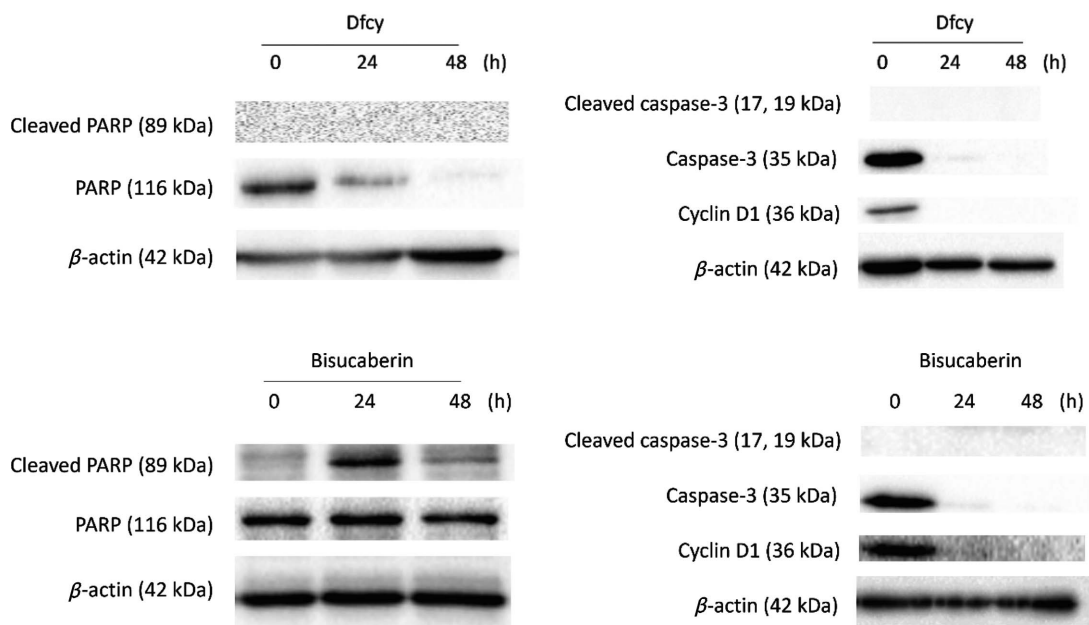 Dfcy
0 24 48 (h)
Cleaved PARP (89 kDa)
PARP (116 kDa)
β-actin (42 kDa)
Dfcy
0 24 48 (h)
Cleaved caspase-3 (17, 19 kDa)
Caspase-3 (35 kDa)
Cyclin D1 (36 kDa)
β-actin (42 kDa)
Bisucaberin
0 24 48 (h)
Cleaved PARP (89 kDa)
PARP (116 kDa)
β-actin (42 kDa)
Bisucaberin
0 24 48 (h)
Cleaved caspase-3 (17, 19 kDa)
Caspase-3 (35 kDa)
Cyclin D1 (36 kDa)
β-actin (42 kDa)